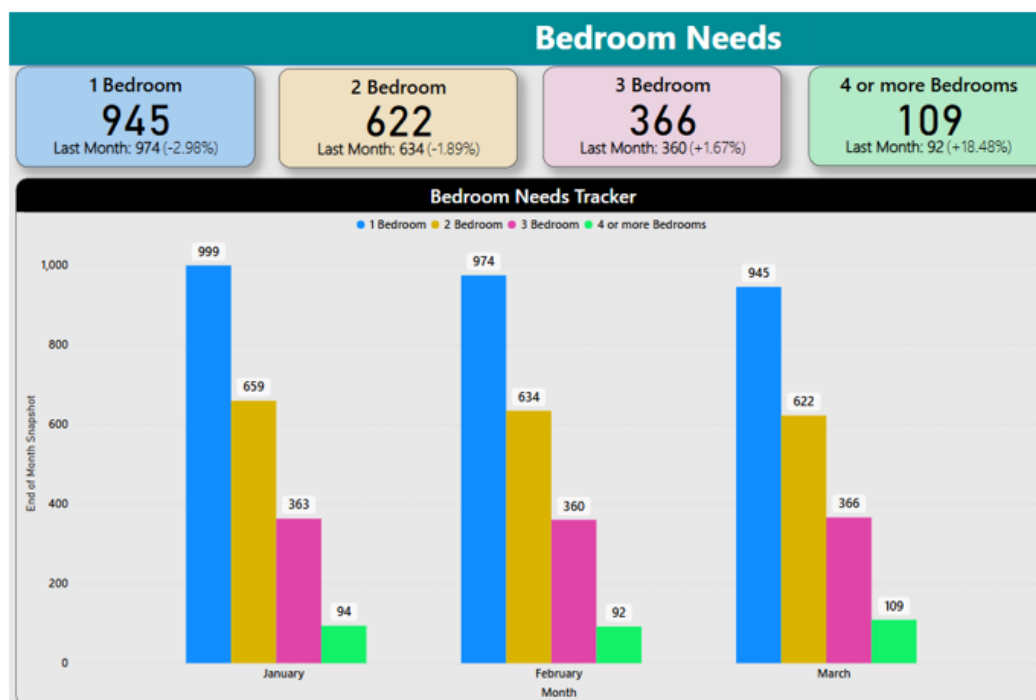 Bedroom Needs
1 Bedroom
945
Last Month: 974 (-2.98%)
2 Bedroom
622
Last Month: 634 (-1.89%)
3 Bedroom
366
Last Month: 360 (+1.67%)
4 or more Bedrooms
109
Last Month: 92 (+18.48%)
Bedroom Needs Tracker
1 Bedroom 2 Bedroom 3 Bedroom 4 or more Bedrooms
End of Month Snapshot
1,000
800
600
400
200
0
999
659
363
94
974
634
360
92
945
622
366
109
January February March
Month